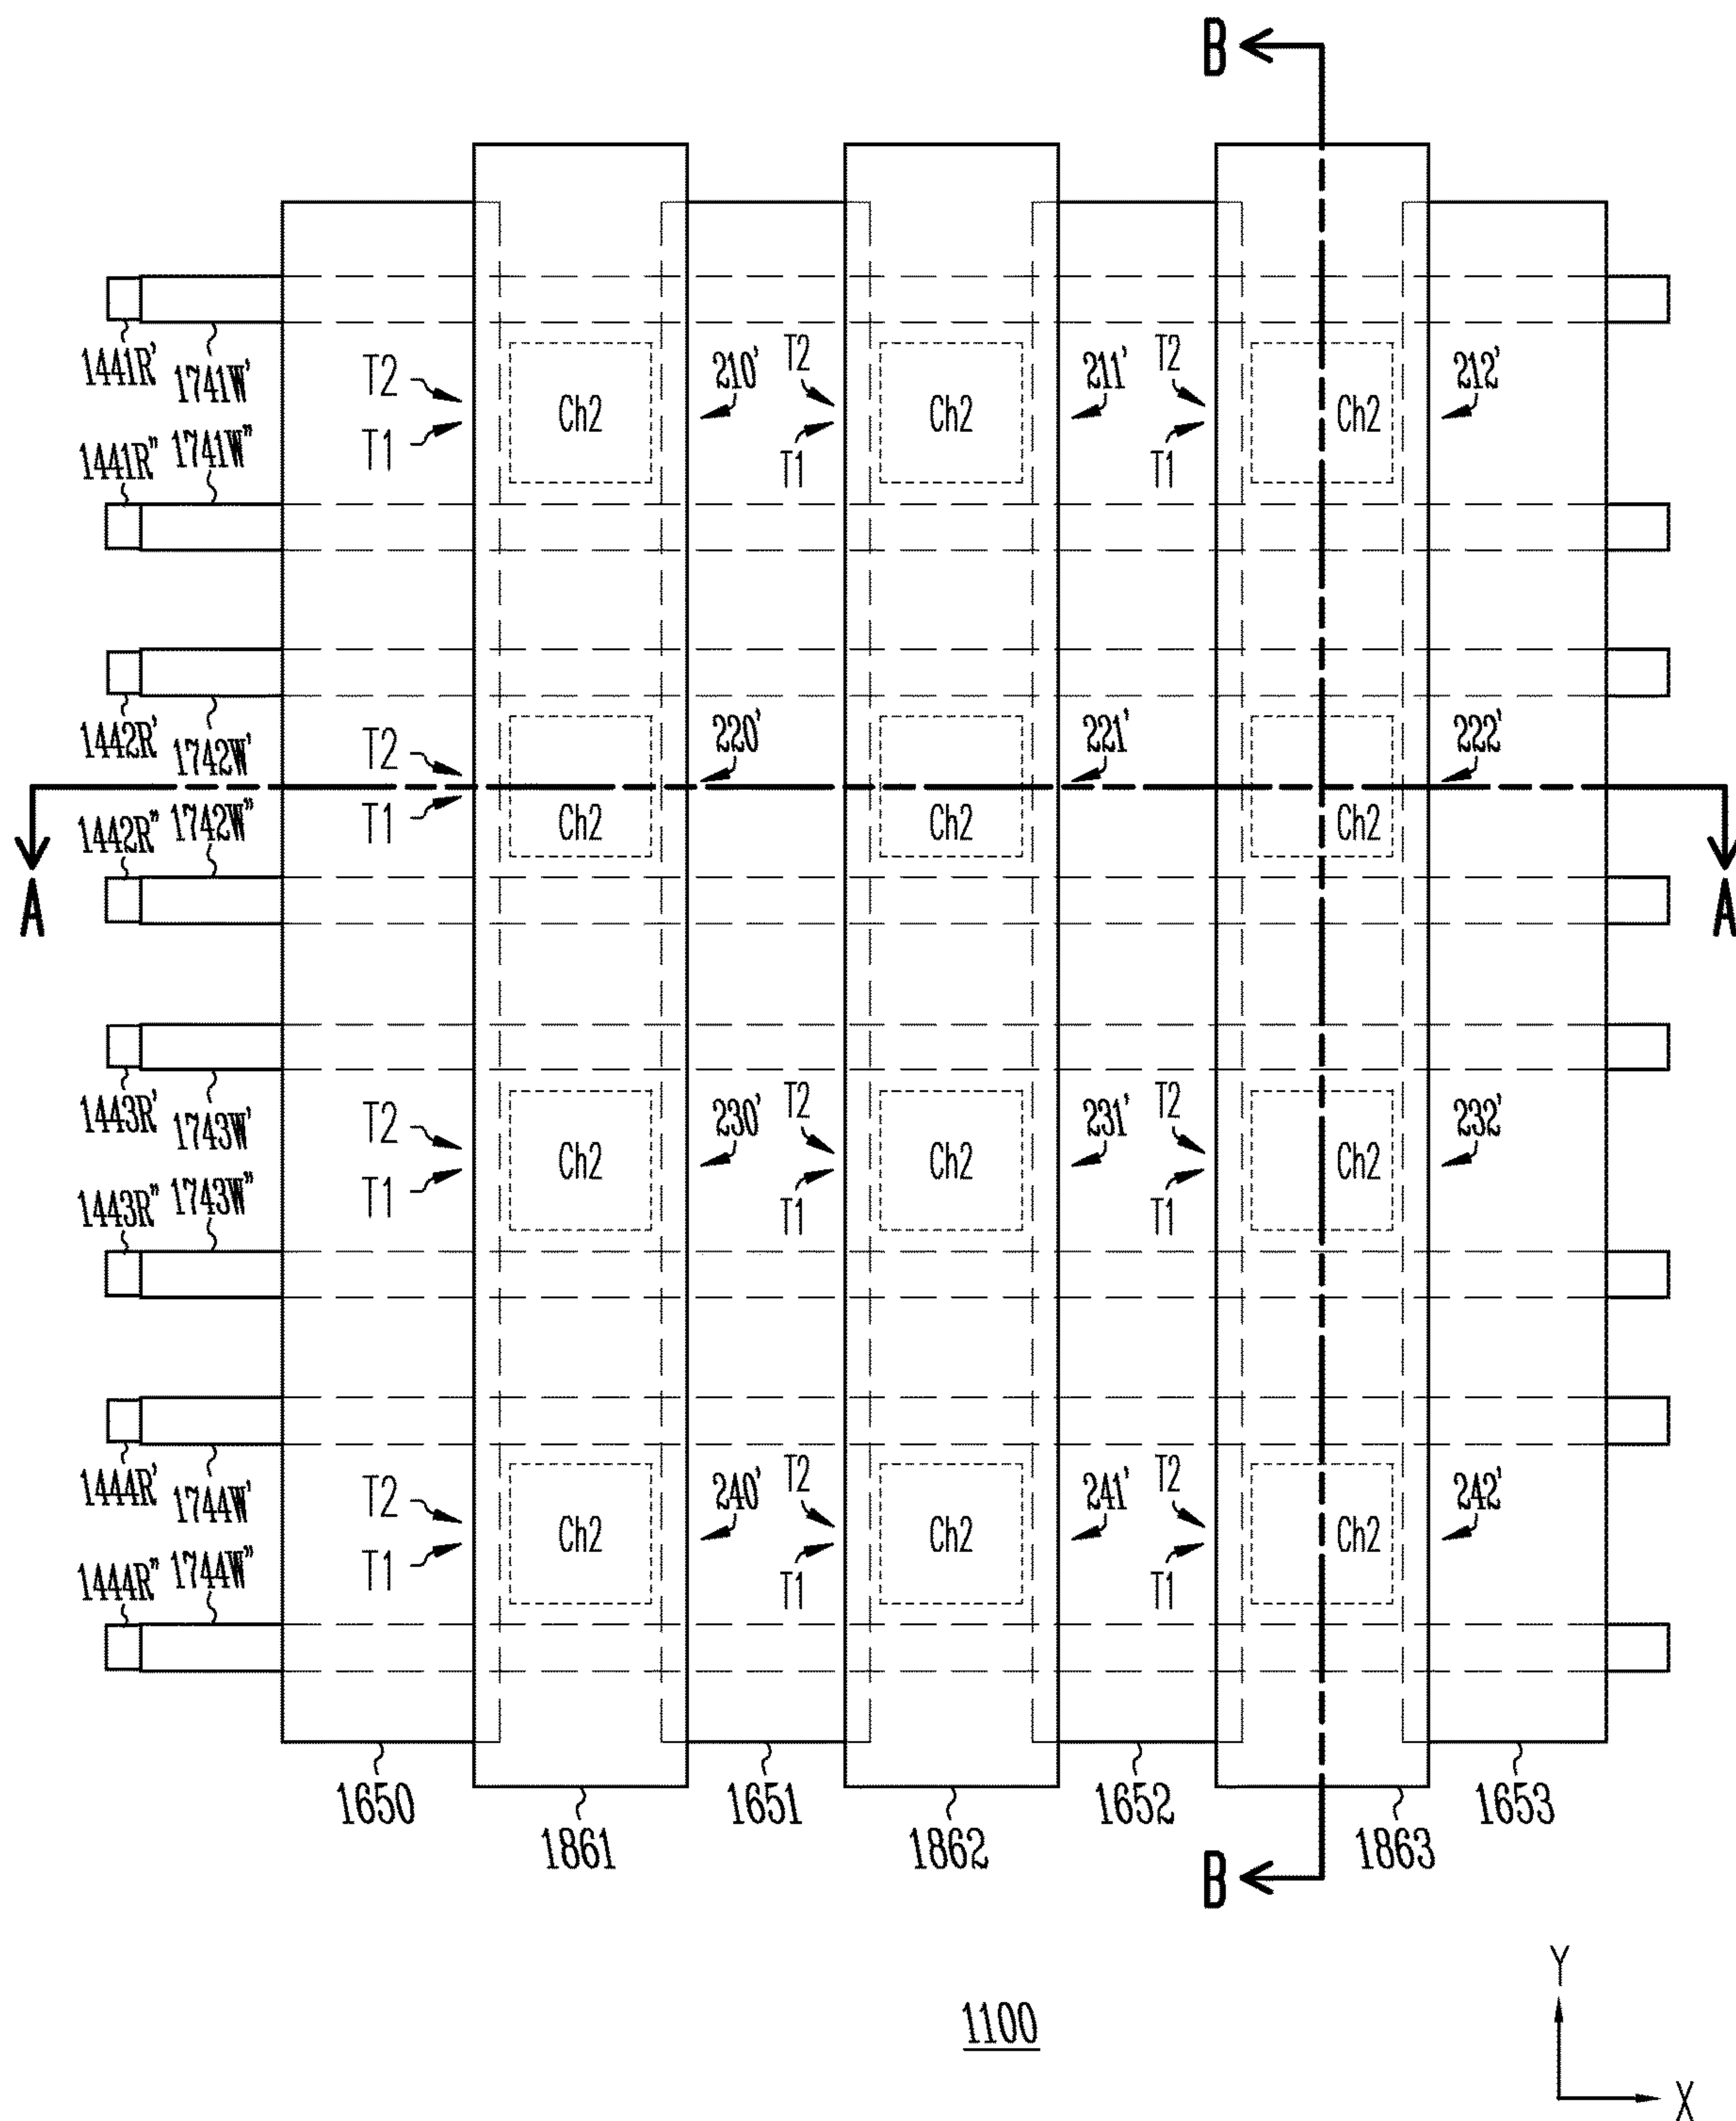 B
1441R' 1741W' T2 T1 Ch2 210' T2 T1 Ch2 211' T2 T1 Ch2 212'
1441R" 1741W"
1442R' 1742W' T2 T1 Ch2 220' Ch2 221' Ch2 222'
A A
1442R" 1742W"
1443R' 1743W' T2 T1 Ch2 230' T2 T1 Ch2 231' T2 T1 Ch2 232'
1443R" 1743W"
1444R' 1744W' T2 T1 Ch2 240' T2 T1 Ch2 241' T2 T1 Ch2 242'
1444R" 1744W"
1650 1651 1652 1653
1861 1862 1863
B
Y
1100
X